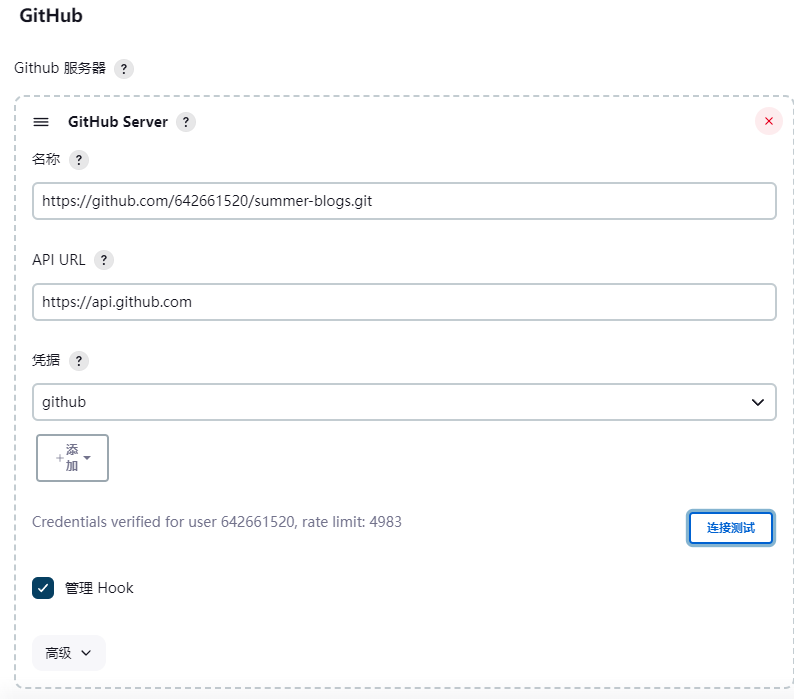 GitHub
Github 服务器 ?
GitHub Server ?
名称 ?
https://github.com/642661520/summer-blogs.git
API URL ?
https://api.github.com
凭据 ?
github
+添加
Credentials verified for user 642661520, rate limit: 4983
连接测试
管理 Hook
高级